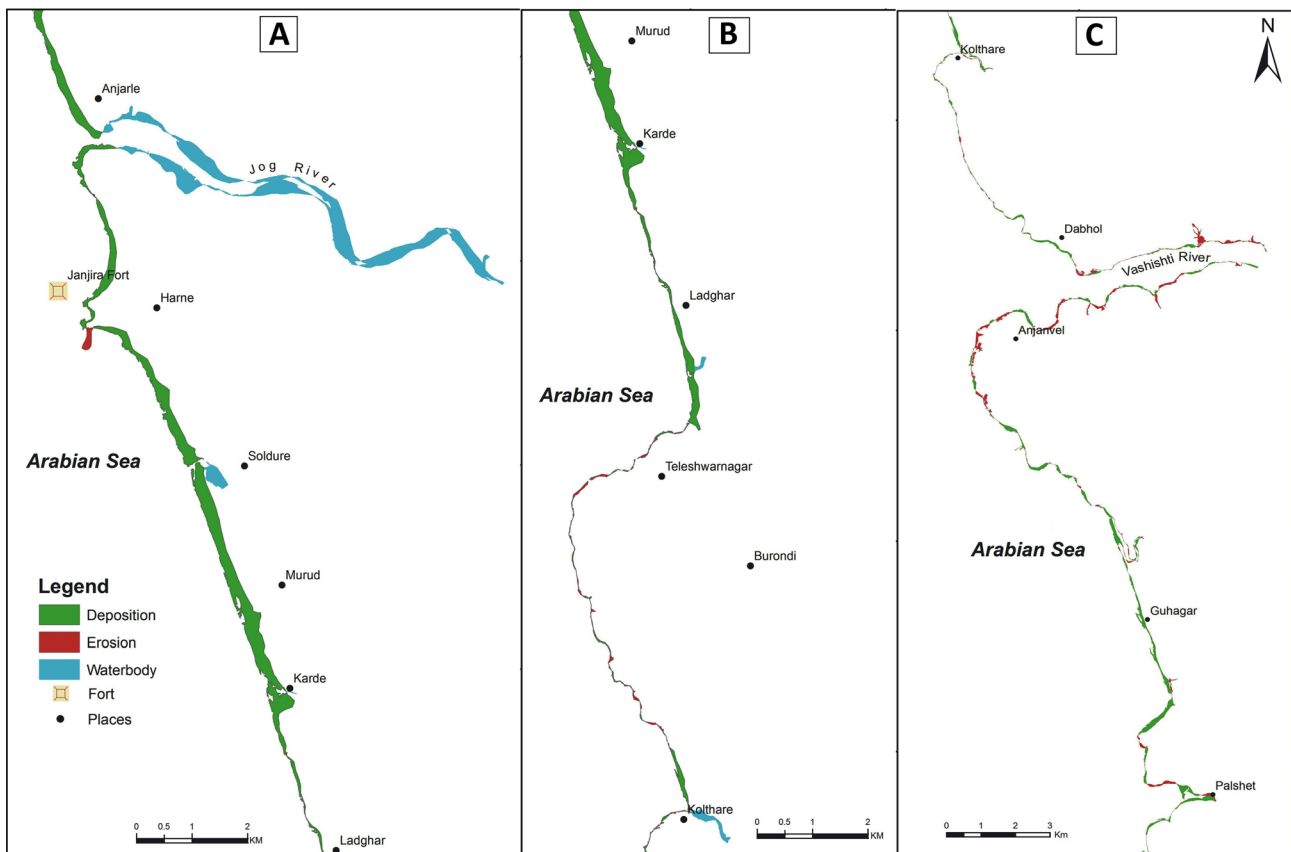 A
Anjarle
Jog River
Janjira Fort
Harne
Arabian Sea
Soldure
Murud
Karde
Ladghar
Legend
Deposition
Erosion
Waterbody
Fort
Places
0 0.5 1 2
KM
B
Murud
Karde
Ladghar
Arabian Sea
Teleshwarnagar
Burondi
Kolthare
0 0.5 1 2
KM
C
N
Kolthare
Dabhol
Vashishti River
Anjanvel
Arabian Sea
Guhagar
Palshet
0 0.5 1 2 3
Km